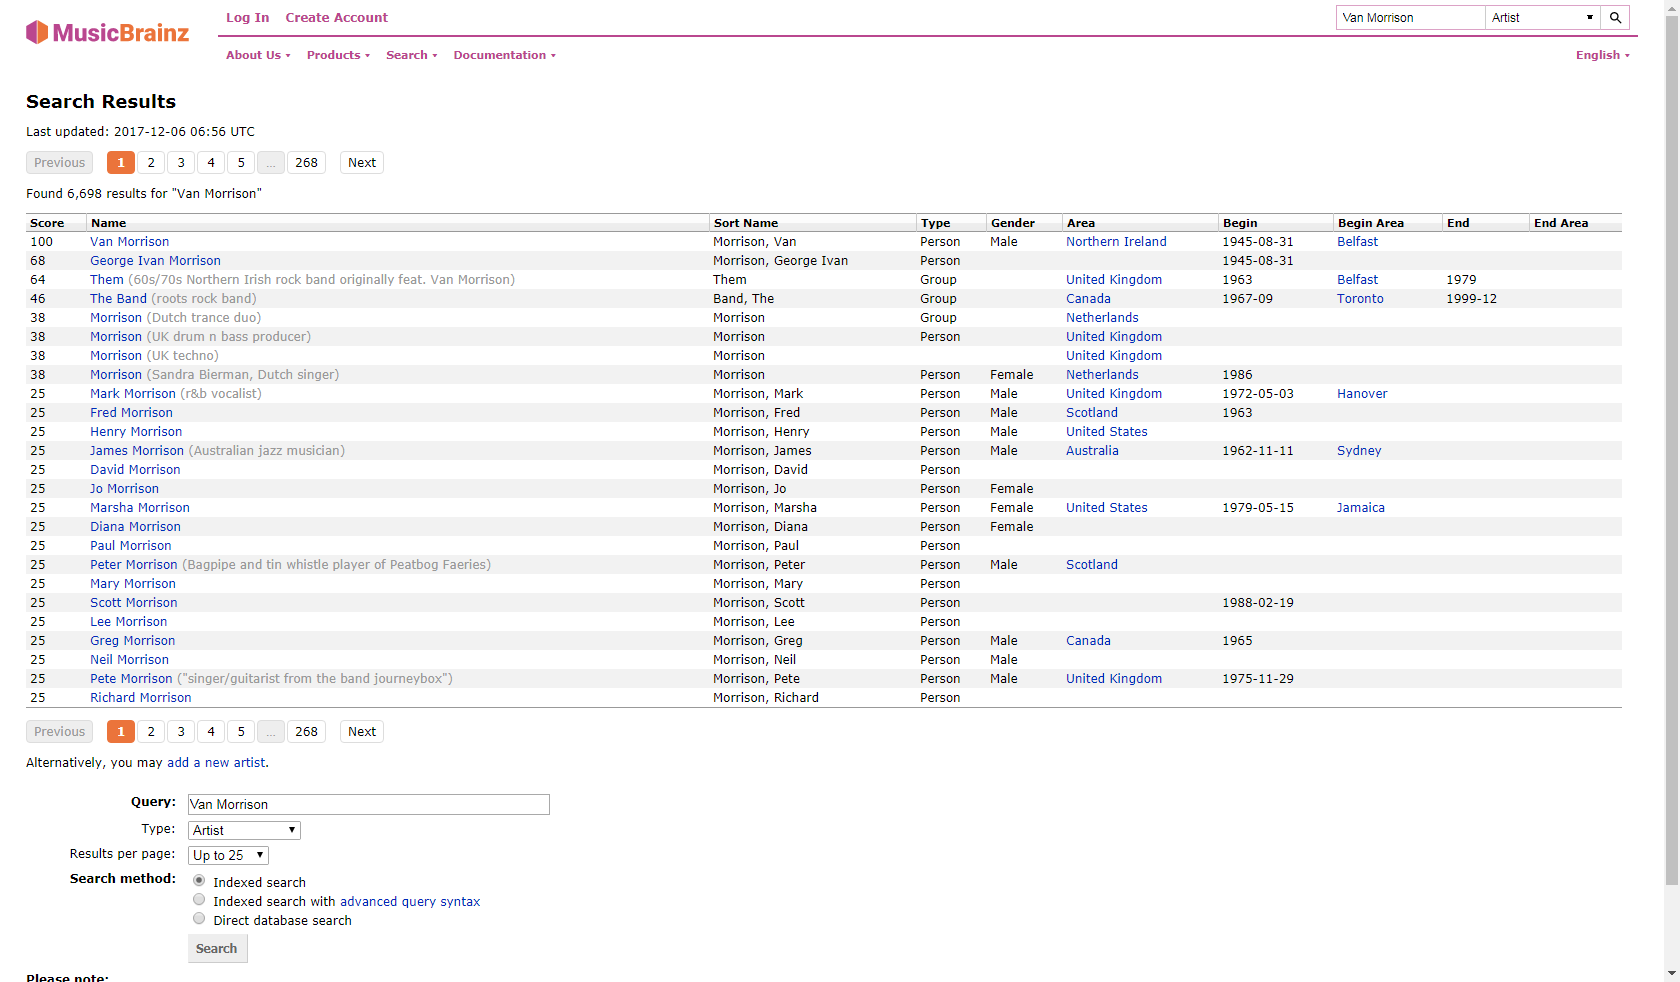 MusicBrainz
Log In Create Account
Van Morrison Artist
About Us Products Search Documentation English
Search Results
Last updated: 2017-12-06 06:56 UTC
Previous 1 2 3 4 5 ... 268 Next
Found 6,698 results for "Van Morrison"
Score Name Sort Name Type Gender Area Begin Begin Area End End Area
100 Van Morrison Morrison, Van Person Male Northern Ireland 1945-08-31 Belfast
68 George Ivan Morrison Morrison, George Ivan Person 1945-08-31
64 Them (60s/70s Northern Irish rock band originally feat. Van Morrison) Them Group United Kingdom 1963 Belfast 1979
46 The Band (roots rock band) Band, The Group Canada 1967-09 Toronto 1999-12
38 Morrison (Dutch trance duo) Morrison Group Netherlands
38 Morrison (UK drum n bass producer) Morrison Person United Kingdom
38 Morrison (UK techno) Morrison United Kingdom
38 Morrison (Sandra Bierman, Dutch singer) Morrison Person Female Netherlands 1986
25 Mark Morrison (r&b vocalist) Morrison, Mark Person Male United Kingdom 1972-05-03 Hanover
25 Fred Morrison Morrison, Fred Person Male Scotland 1963
25 Henry Morrison Morrison, Henry Person Male United States
25 James Morrison (Australian jazz musician) Morrison, James Person Male Australia 1962-11-11 Sydney
25 David Morrison Morrison, David Person
25 Jo Morrison Morrison, Jo Person Female
25 Marsha Morrison Morrison, Marsha Person Female United States 1979-05-15 Jamaica
25 Diana Morrison Morrison, Diana Person Female
25 Paul Morrison Morrison, Paul Person
25 Peter Morrison (Bagpipe and tin whistle player of Peatbog Faeries) Morrison, Peter Person Male Scotland
25 Mary Morrison Morrison, Mary Person
25 Scott Morrison Morrison, Scott Person 1988-02-19
25 Lee Morrison Morrison, Lee Person
25 Greg Morrison Morrison, Greg Person Male Canada 1965
25 Neil Morrison Morrison, Neil Person Male
25 Pete Morrison ("singer/guitarist from the band journeybox") Morrison, Pete Person Male United Kingdom 1975-11-29
25 Richard Morrison Morrison, Richard Person
Previous 1 2 3 4 5 ... 268 Next
Alternatively, you may add a new artist.
Query: Van Morrison
Type: Artist
Results per page: Up to 25
Search method: Indexed search
Indexed search with advanced query syntax
Direct database search
Search
Please note: